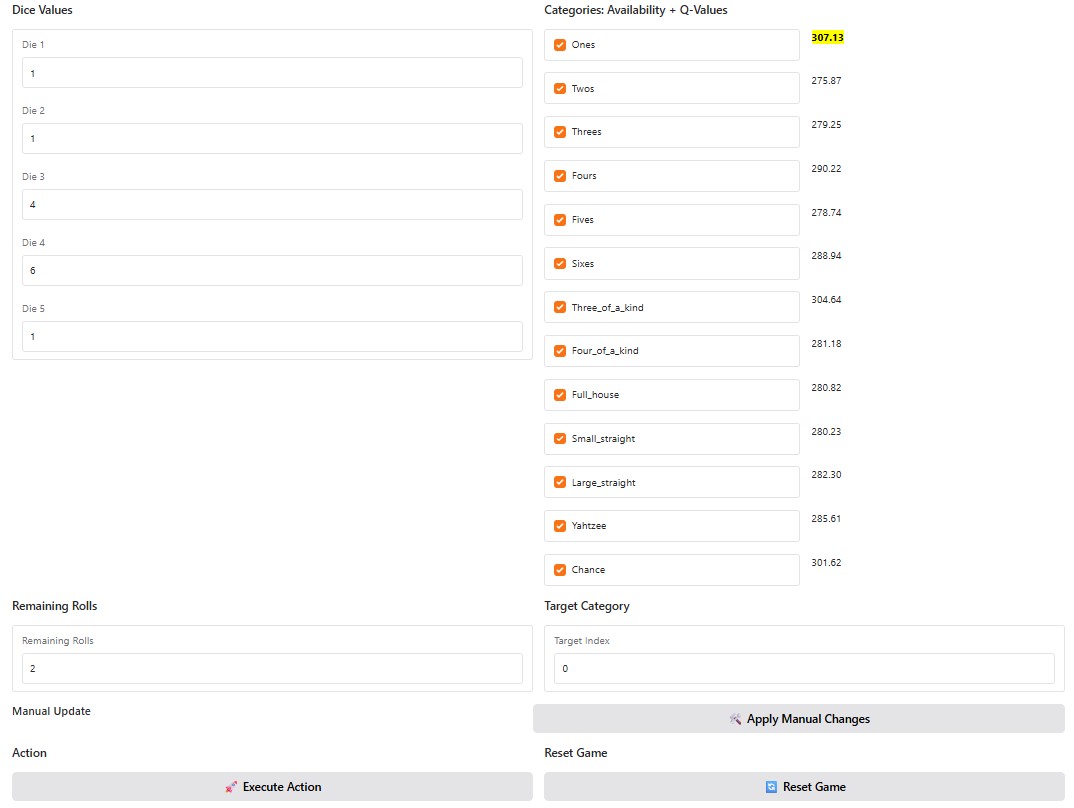 Dice Values
Die 1
1
Die 2
1
Die 3
4
Die 4
6
Die 5
1
Categories: Availability + Q-Values
Ones 307.13
Twos 275.87
Threes 279.25
Fours 290.22
Fives 278.74
Sixes 288.94
Three_of_a_kind 304.64
Four_of_a_kind 281.18
Full_house 280.82
Small_straight 280.23
Large_straight 282.30
Yahtzee 285.61
Chance 301.62
Remaining Rolls
Remaining Rolls
2
Target Category
Target Index
0
Manual Update
Apply Manual Changes
Action
Execute Action
Reset Game
Reset Game